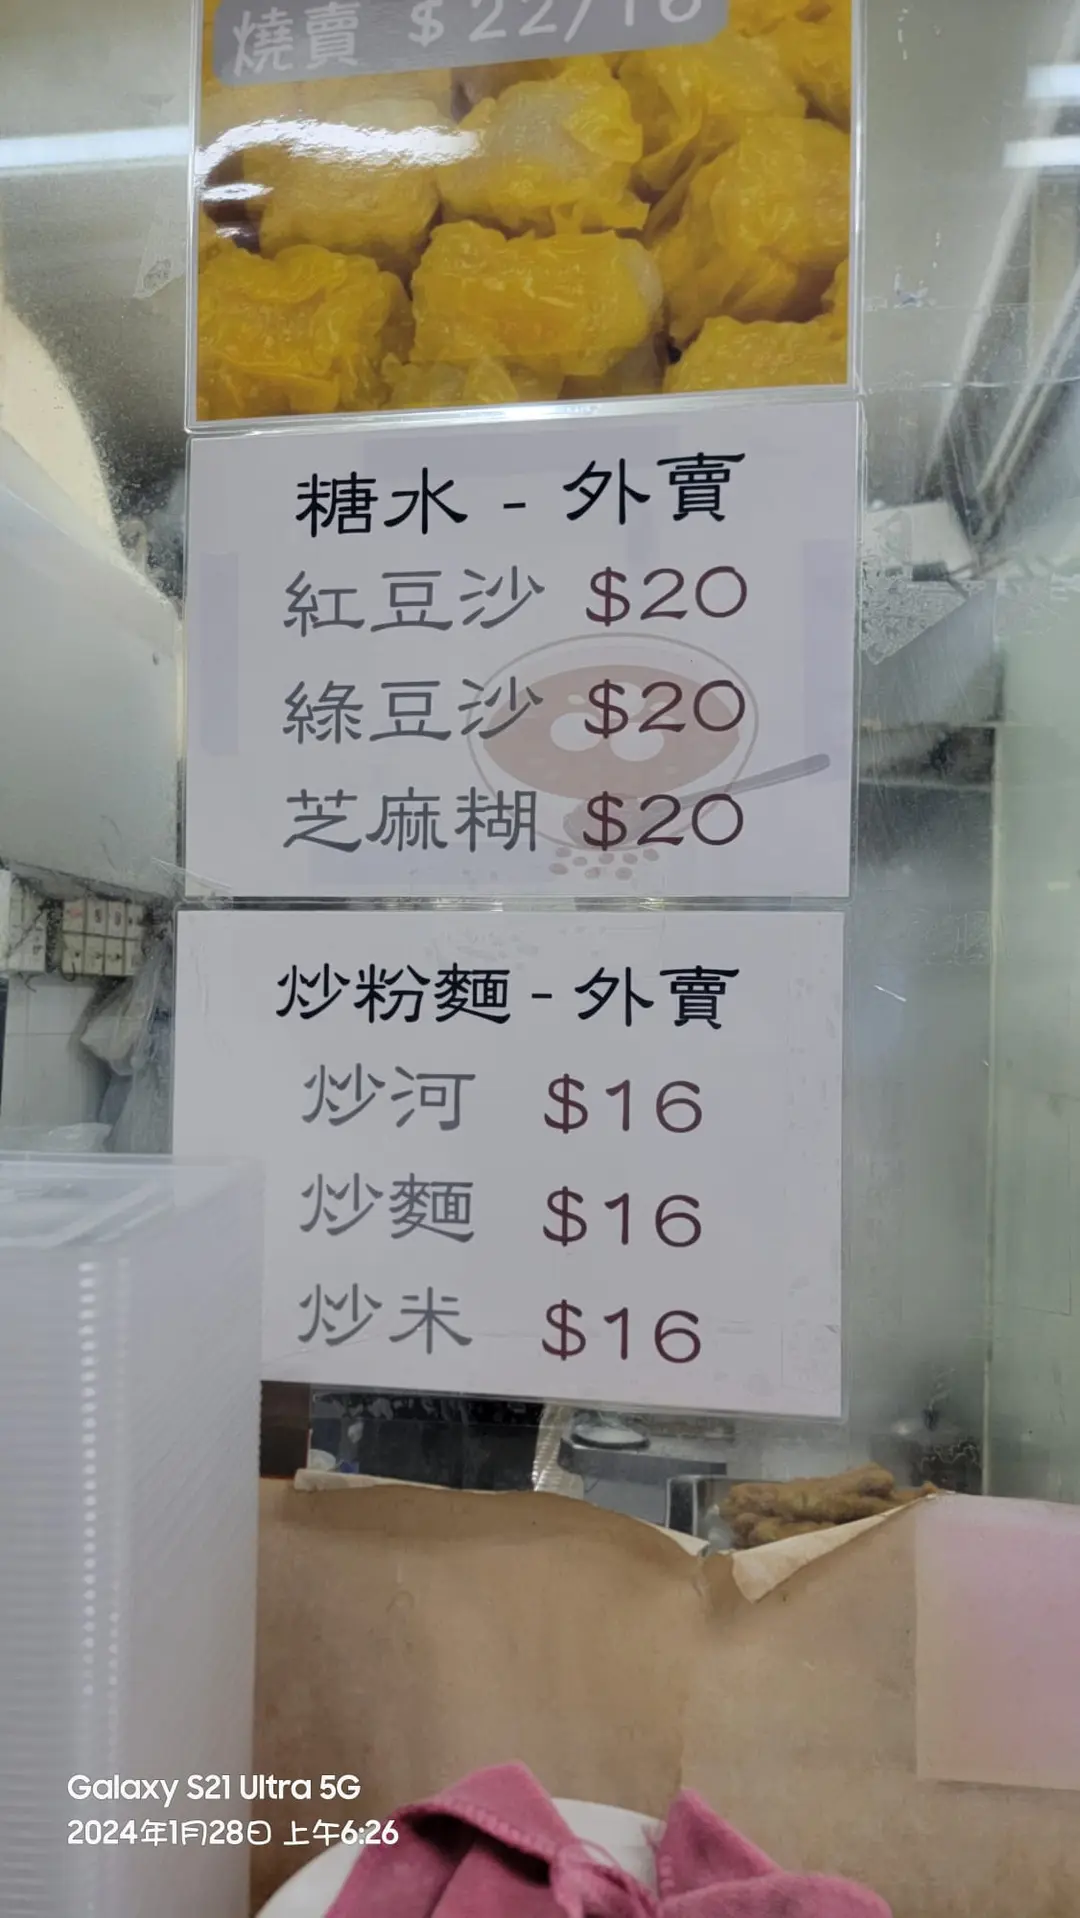 燒賣 $22/16
糖水 - 外賣
紅豆沙 $20
綠豆沙 $20
芝麻糊 $20
炒粉麵 - 外賣
炒河 $16
炒麵 $16
炒米 $16
Galaxy S21 Ultra 5G
2024年1月28日 上午6:26